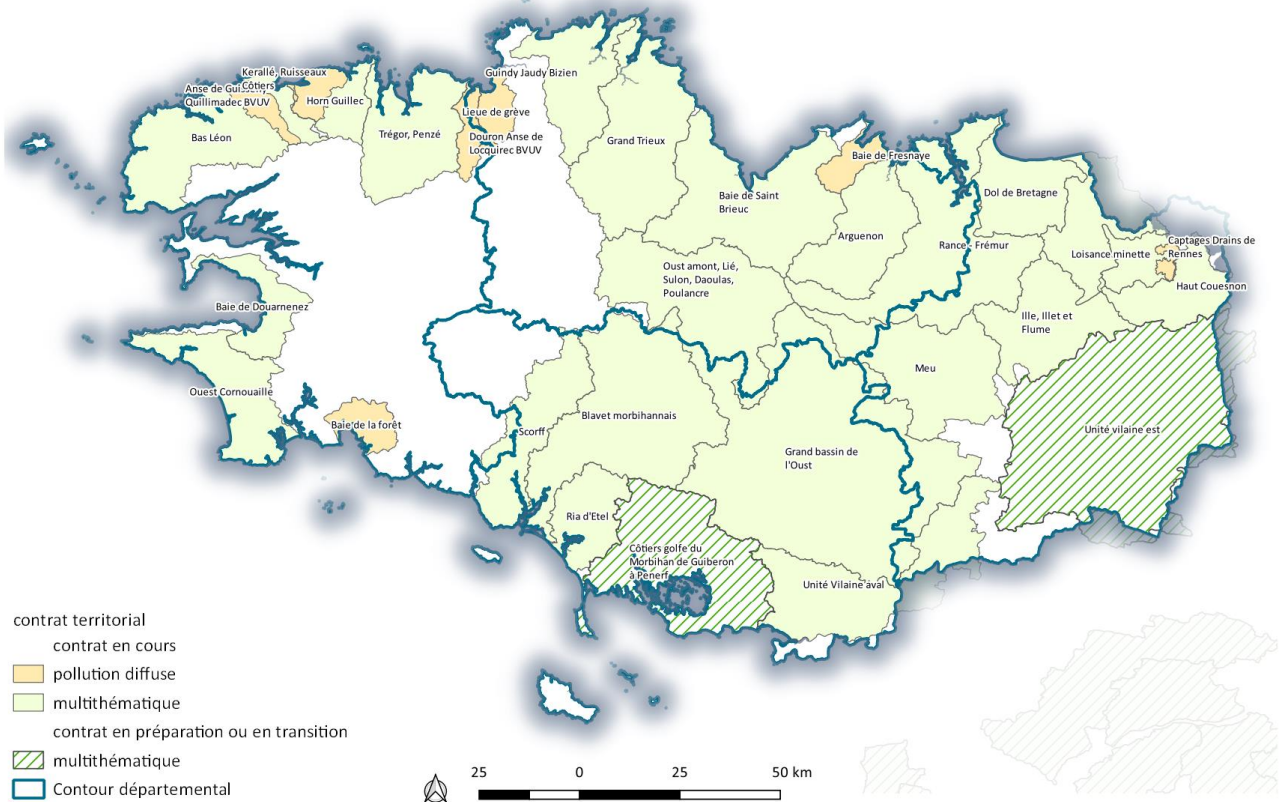 Kerallé, Ruisseaux
Côtiers
Anse de
Quillimadec BVUV
Horn Guillec
Bas Léon
Trégor, Penzé
Guindy Jaudy Bizien
Lieue de grève
Douron Anse de
Locquirec BVUV
Grand Trieux
Baie de Saint
Brieuc
Baie de Fresnaye
Arguenon
Rance - Frémur
Dol de Bretagne
Loisance minette
Captages Drains de
Rennes
Haut Couesnon
Oust amont, Lié,
Sulon, Daoulas,
Poulancre
Ille, Illet et
Flume
Meu
Baie de Douarnenez
Ouest Cornouaille
Baie de la forêt
Scorff
Blavet morbihannais
Grand bassin de
l'Oust
Unité vilaine est
Ria d'Etel
Côtiers golfe du
Morbihan de Guiberon
à Penerf
Unité Vilaine aval
contrat territorial
contrat en cours
pollution diffuse
multithématique
contrat en préparation ou en transition
multithématique
Contour départemental
25 0 25 50 km